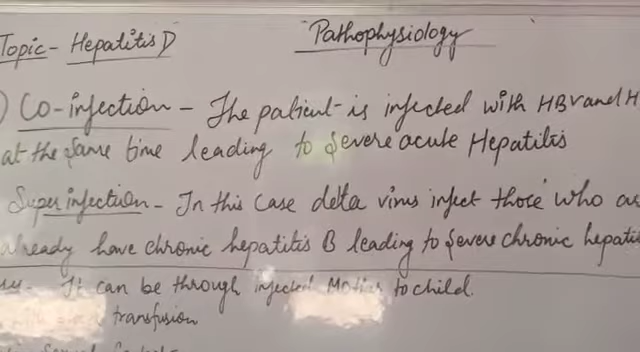 Topic - Hepatitis D
Pathophysiology
) Co-infection - The patient is infected with HBV and H
at the same time leading to severe acute Hepatitis
Superinfection - In this case delta virus infect those who a
already have chronic hepatitis B leading to severe chronic hepati
It can be through infected Mother to child.
transfusion